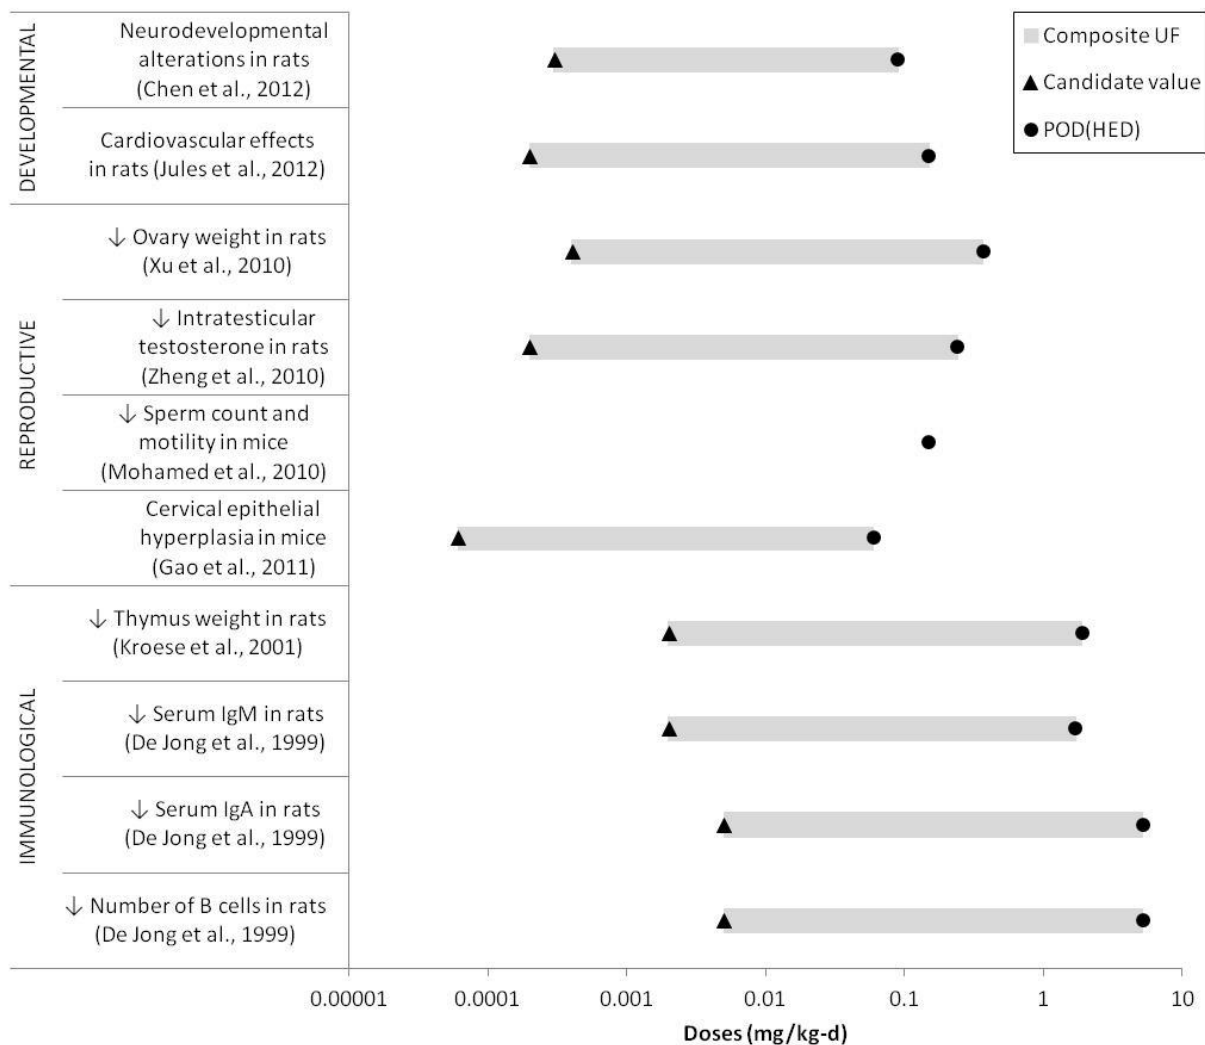 DEVELOPMENTAL
Neurodevelopmental
alterations in rats
(Chen et al., 2012)
Cardiovascular effects
in rats (Jules et al., 2012)
REPRODUCTIVE
↓ Ovary weight in rats
(Xu et al., 2010)
↓ Intratesticular
testosterone in rats
(Zheng et al., 2010)
↓ Sperm count and
motility in mice
(Mohamed et al., 2010)
Cervical epithelial
hyperplasia in mice
(Gao et al., 2011)
IMMUNOLOGICAL
↓ Thymus weight in rats
(Kroese et al., 2001)
↓ Serum IgM in rats
(De Jong et al., 1999)
↓ Serum IgA in rats
(De Jong et al., 1999)
↓ Number of B cells in rats
(De Jong et al., 1999)
Composite UF
Candidate value
POD(HED)
0.00001 0.0001 0.001 0.01 0.1 1 10
Doses (mg/kg-d)